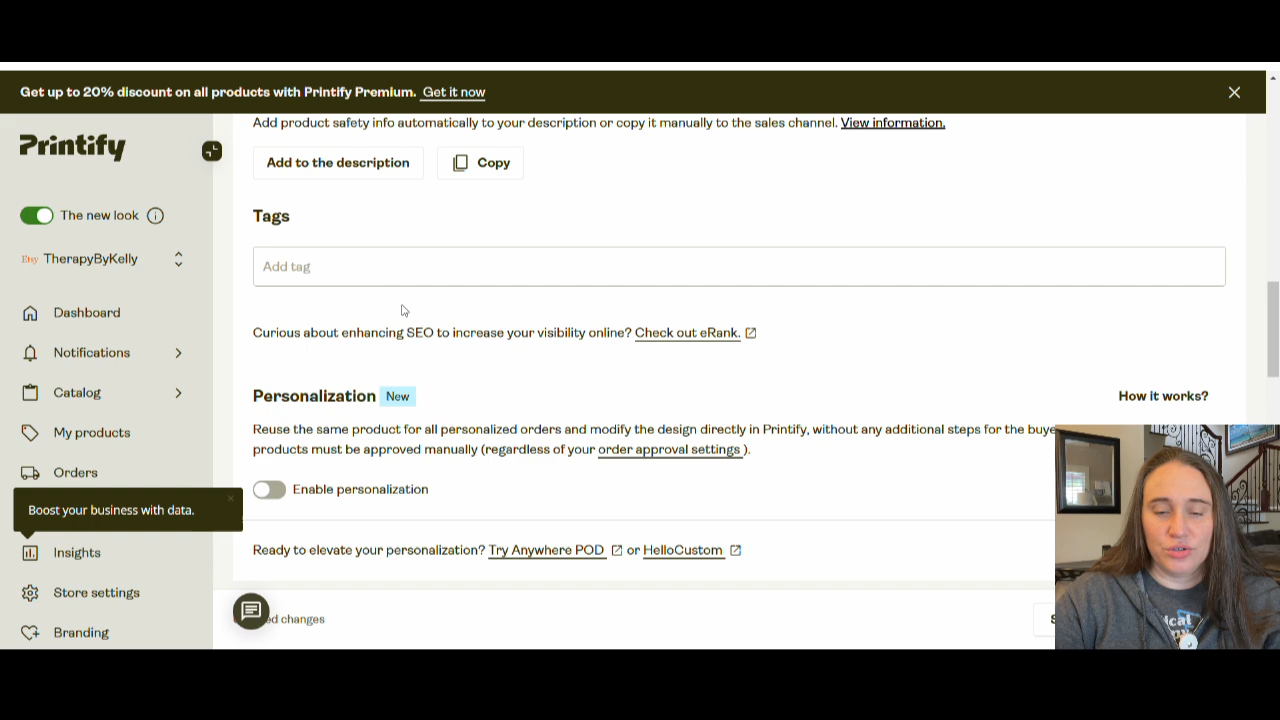 Get up to 20% discount on all products with Printify Premium. Get it now
Printify
The new look
Etsy TherapyByKelly
Dashboard
Notifications
Catalog
My products
Orders
Boost your business with data.
Insights
Store settings
Branding
Add product safety info automatically to your description or copy it manually to the sales channel. View information.
Add to the description
Copy
Tags
Add tag
Curious about enhancing SEO to increase your visibility online? Check out eRank.
Personalization New
How it works?
Reuse the same product for all personalized orders and modify the design directly in Printify, without any additional steps for the buye
products must be approved manually (regardless of your order approval settings ).
Enable personalization
Ready to elevate your personalization? Try Anywhere POD or HelloCustom
ed changes